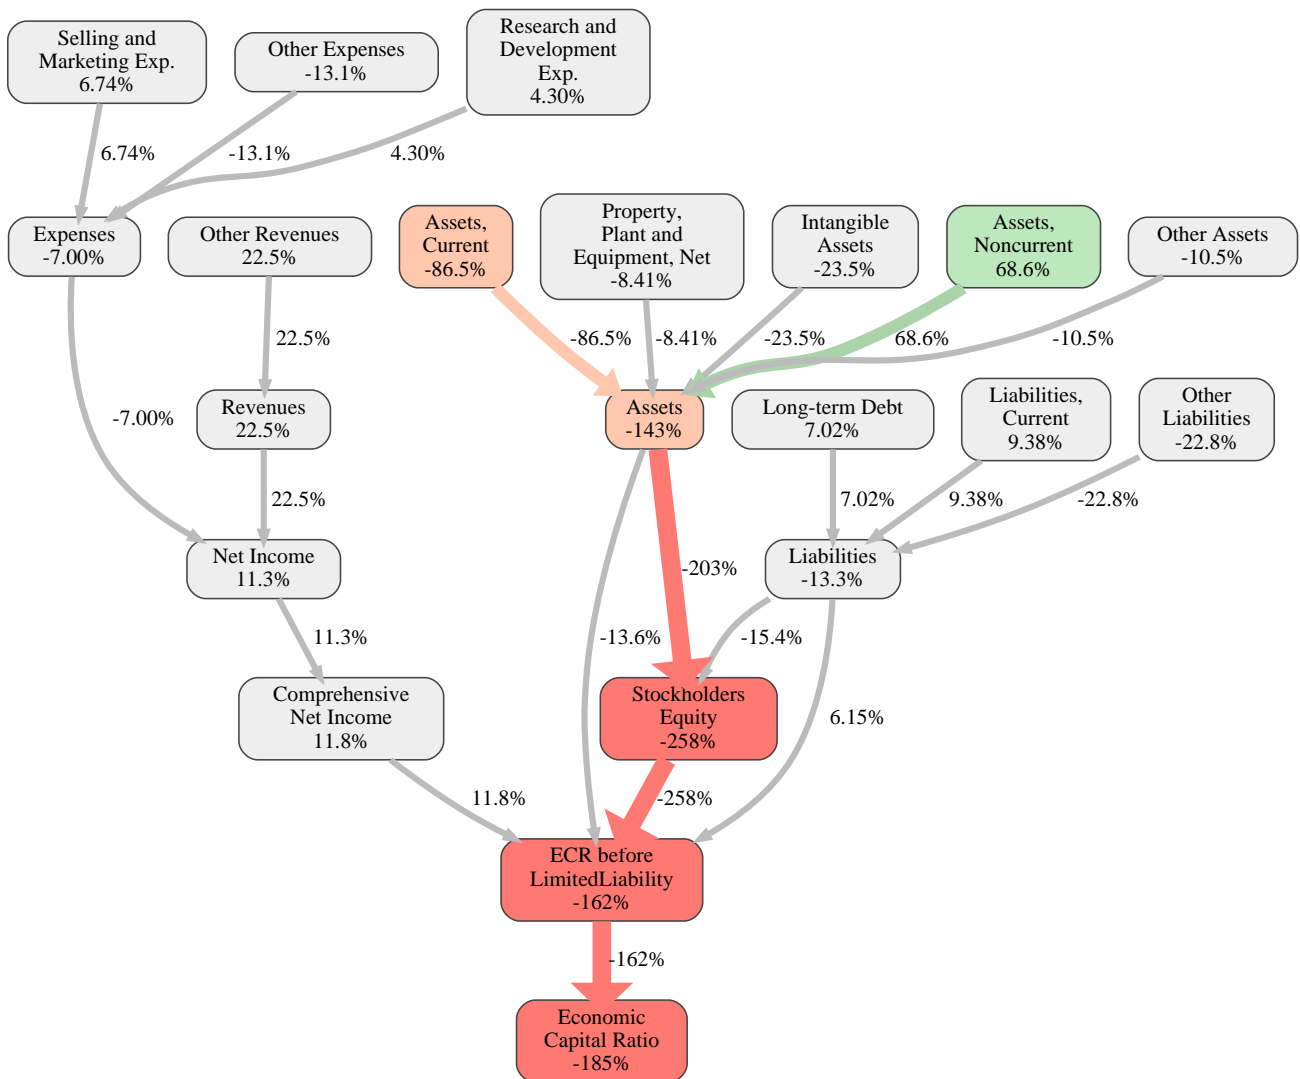 Selling and
Marketing Exp.
6.74%
Other Expenses
-13.1%
Research and
Development
Exp.
4.30%
6.74%
-13.1%
4.30%
Expenses
-7.00%
Other Revenues
22.5%
Assets,
Current
-86.5%
Property,
Plant and
Equipment, Net
-8.41%
Intangible
Assets
-23.5%
Assets,
Noncurrent
68.6%
Other Assets
-10.5%
22.5%
-86.5%
-8.41%
-23.5%
68.6%
-10.5%
-7.00%
Revenues
22.5%
Assets
-143%
Long-term Debt
7.02%
Liabilities,
Current
9.38%
Other
Liabilities
-22.8%
22.5%
-203%
7.02%
9.38%
-22.8%
Net Income
11.3%
Liabilities
-13.3%
11.3%
-13.6%
-15.4%
6.15%
Comprehensive
Net Income
11.8%
Stockholders
Equity
-258%
11.8%
-258%
ECR before
LimitedLiability
-162%
-162%
Economic
Capital Ratio
-185%